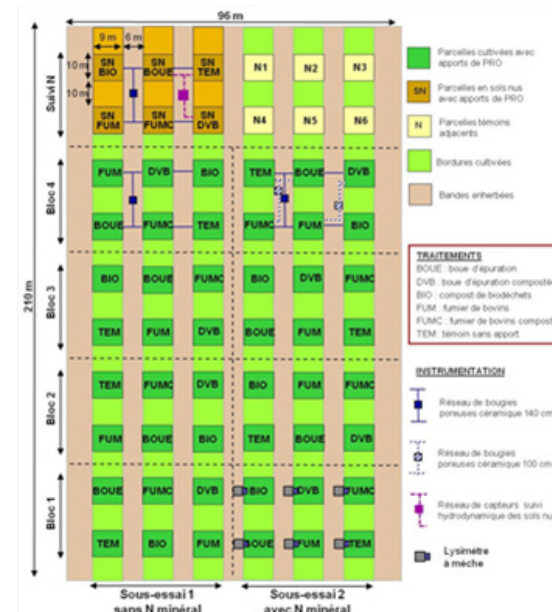 96 m
9 m
6 m
210 m
10 m
10 m
Suivi N
SN BIO
SN BOUE
SN TEM
N1
N2
N3
SN FUM
SN FUMC
SN DVB
N4
N5
N6
Bloc 4
FUM
DVB
BIO
TEM
BOUE
DVB
BOUE
FUMC
TEM
FUMC
FUM
BIO
Bloc 3
BIO
BOUE
FUMC
BIO
DVB
FUMC
TEM
FUM
DVB
BOUE
FUM
TEM
Bloc 2
TEM
FUMC
DVB
BIO
FUM
FUMC
FUM
BOUE
BIO
TEM
BOUE
DVB
Bloc 1
BOUE
FUMC
DVB
BIO
DVB
FUMC
TEM
BIO
FUM
BOUE
FUM
TEM
Sous-essai 1
sans N minéral
Sous-essai 2
avec N minéral
Parcelles cultivées avec
apports de PRO
SN
Parcelles en sols nus
avec apports de PRO
N
Parcelles témoins
adjacents
Bordures cultivées
Bandes enherbées
TRAITEMENTS
BOUE : boue d'épuration
DVB : boue d'épuration compostée
BIO : compost de biodéchets
FUM : fumier de bovins
FUMC : fumier de bovins compost
TEM : témoin sans apport
INSTRUMENTATION
Réseau de bougies
poreuses céramique 140 cm
Réseau de bougies
poreuses céramique 100 cm
Réseau de capteurs suivi
hydrodynamique des sols nu
Lysimètre
à mèche